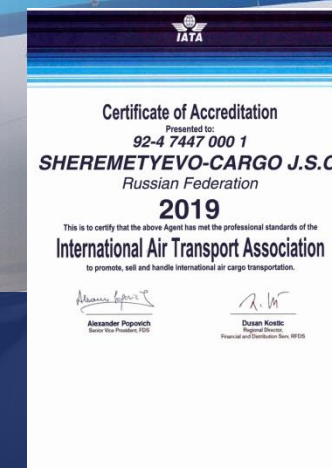 IATA
Certificate of Accreditation
Presented to:
92-4 7447 000 1
SHEREMETYEVO-CARGO J.S.C
Russian Federation
2019
This is to certify that the above Agent has met the professional standards of the
International Air Transport Association
to promote, sell and handle international air cargo transportation.
Alexander Popovich
Senior Vice President, FDS
Dusan Kostic
Regional Director,
Financial and Distribution Serv, RFDS